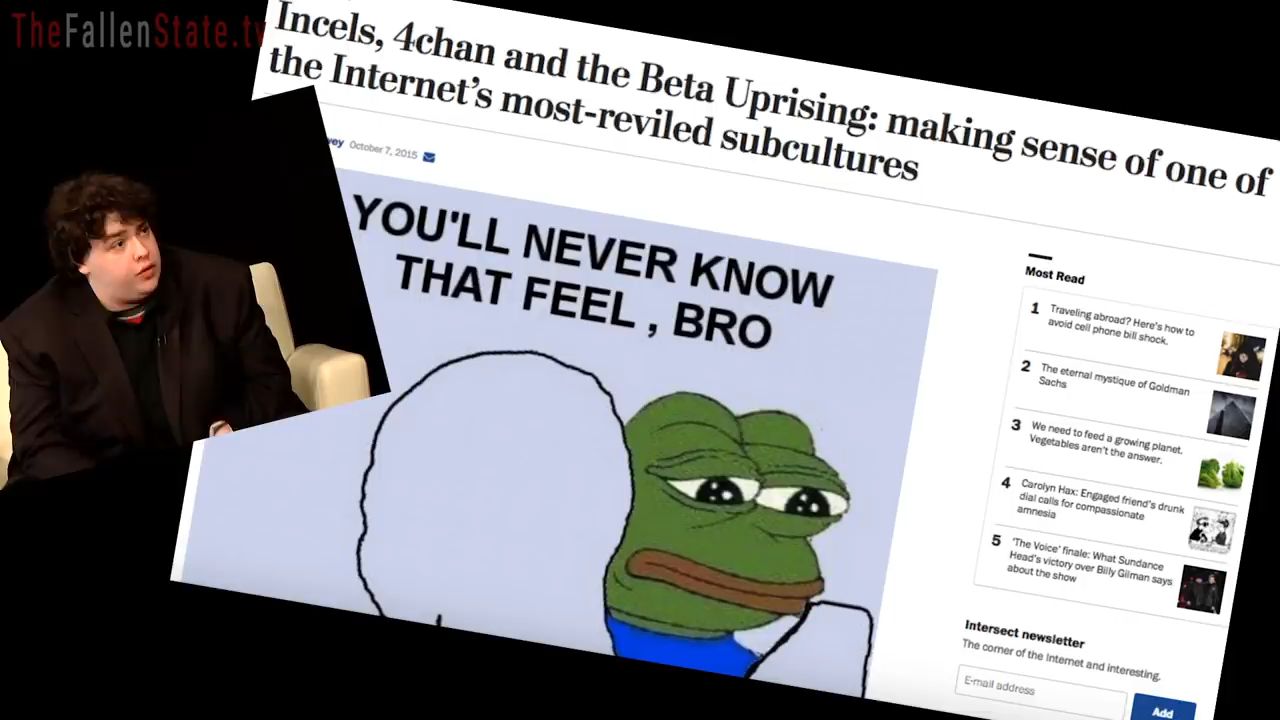 TheFallenState.tv
Incels, 4chan and the Beta Uprising: making sense of one of
the Internet's most-reviled subcultures
October 7, 2015
YOU'LL NEVER KNOW
THAT FEEL , BRO
Most Read
1 Traveling abroad? Here's how to
avoid cell phone bill shock.
2 The eternal mystique of Goldman
Sachs
3 We need to feed a growing planet.
Vegetables aren't the answer.
4 Carolyn Hax: Engaged friend's drunk
dial calls for compassionate
amnesia
5 'The Voice' finale: What Sundance
Head's victory over Billy Gilman says
about the show
Intersect newsletter
The corner of the Internet and interesting.
E-mail address
Add